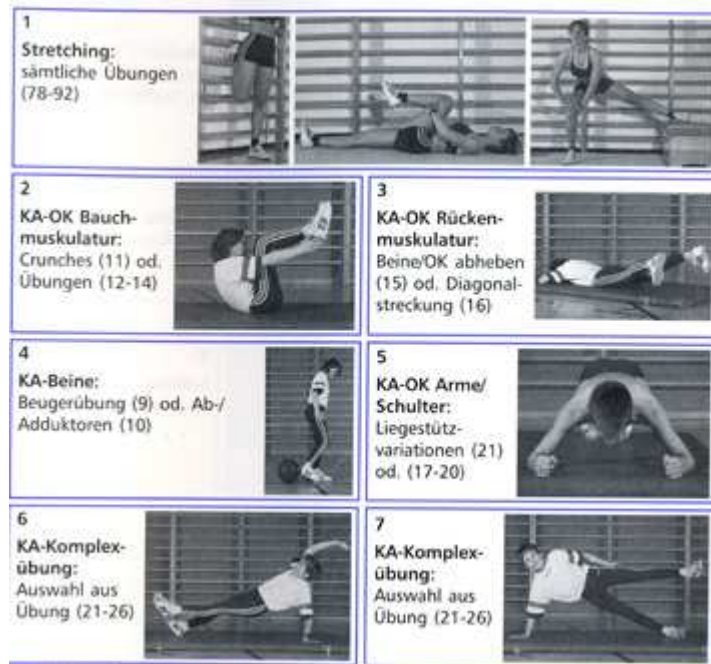 1
Stretching:
sämtliche Übungen
(78-92)
2
KA-OK Bauch-
muskulatur:
Crunches (11) od.
Übungen (12-14)
3
KA-OK Rücken-
muskulatur:
Beine/OK abheben
(15) od. Diagonal-
streckung (16)
4
KA-Beine:
Beugerübung (9) od. Ab-/
Adduktoren (10)
5
KA-OK Arme/
Schulter:
Liegestütz-
variationen (21)
od. (17-20)
6
KA-Komplex-
übung:
Auswahl aus
Übung (21-26)
7
KA-Komplex-
übung:
Auswahl aus
Übung (21-26)